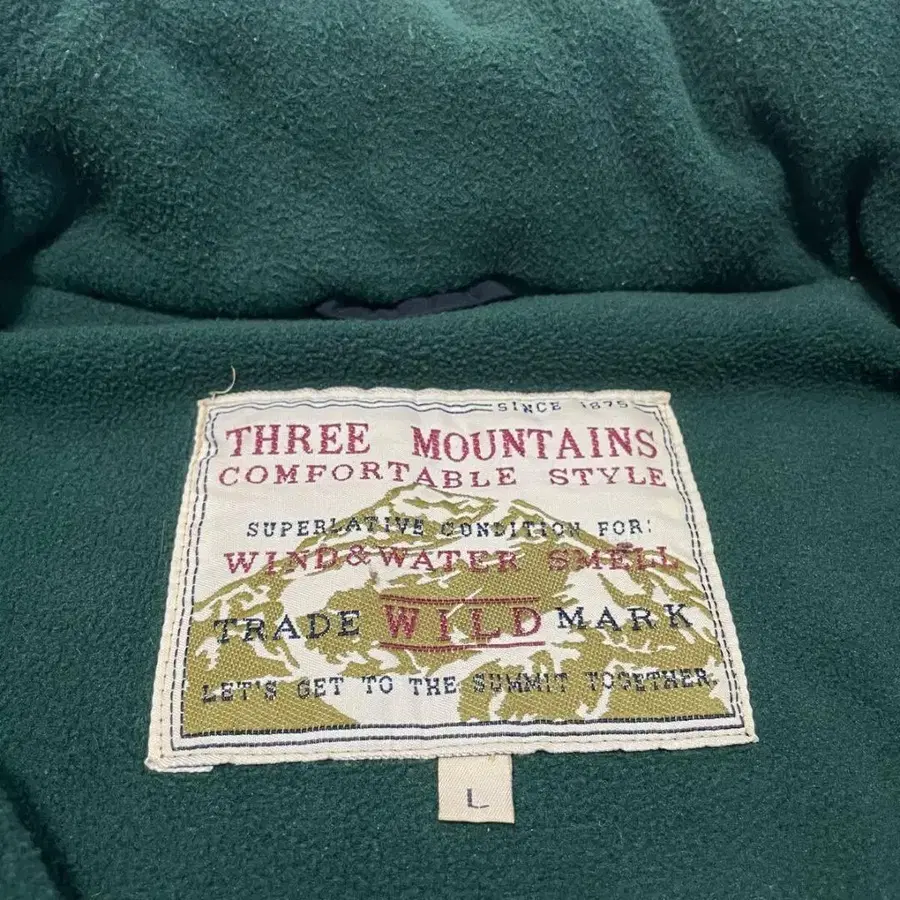 SINCE 1875
THREE MOUNTAINS
COMFORTABLE STYLE
SUPERLATIVE CONDITION FOR:
WIND&WATER SMELL
TRADE WILD MARK
LET'S GET TO THE SUMMIT TOGETHER.
L